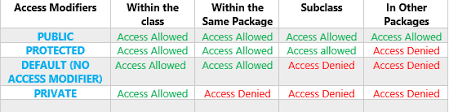 Access Modifiers Within the class Within the Same Package Subclass In Other Packages
PUBLIC Access Allowed Access Allowed Access Allowed Access Allowed
PROTECTED Access Allowed Access Allowed Access allowed Access Denied
DEFAULT (NO ACCESS MODIFIER) Access Allowed Access Allowed Access Denied Access Denied
PRIVATE Access Allowed Access Denied Access Denied Access Denied